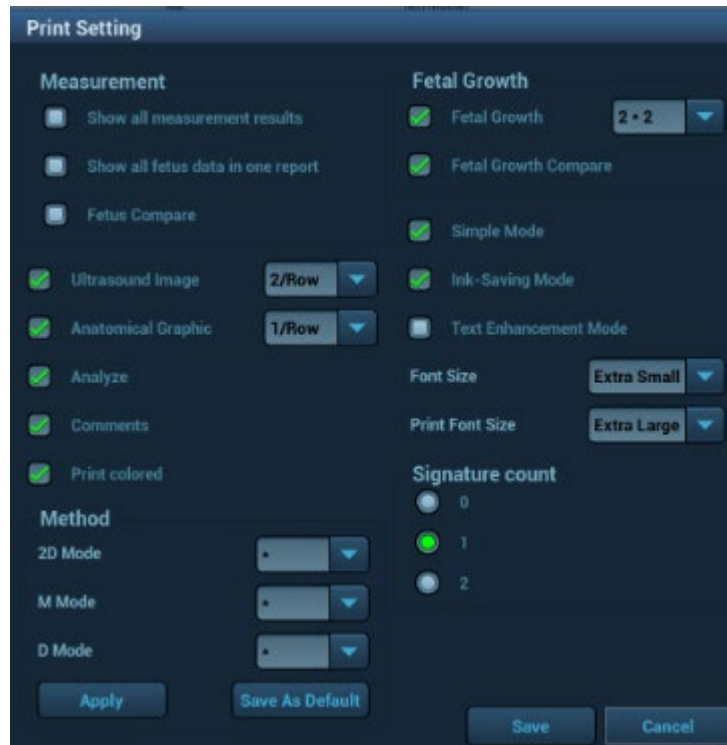 Print Setting
Measurement
Show all measurement results
Show all fetus data in one report
Fetus Compare
Ultrasound Image 2/Row
Anatomical Graphic 1/Row
Analyze
Comments
Print colored
Method
2D Mode *
M Mode *
D Mode *
Apply Save As Default
Fetal Growth
Fetal Growth 2 * 2
Fetal Growth Compare
Simple Mode
Ink-Saving Mode
Text Enhancement Mode
Font Size Extra Small
Print Font Size Extra Large
Signature count
0
1
2
Save Cancel